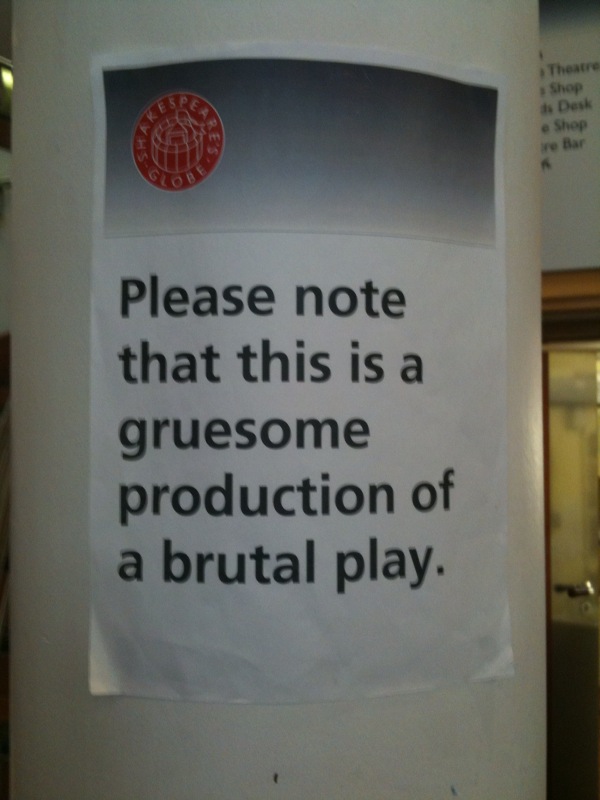 SHAKESPEARE'S GLOBE
Please note
that this is a
gruesome
production of
a brutal play.
Theatre
Shop
Desk
Shop
Bar